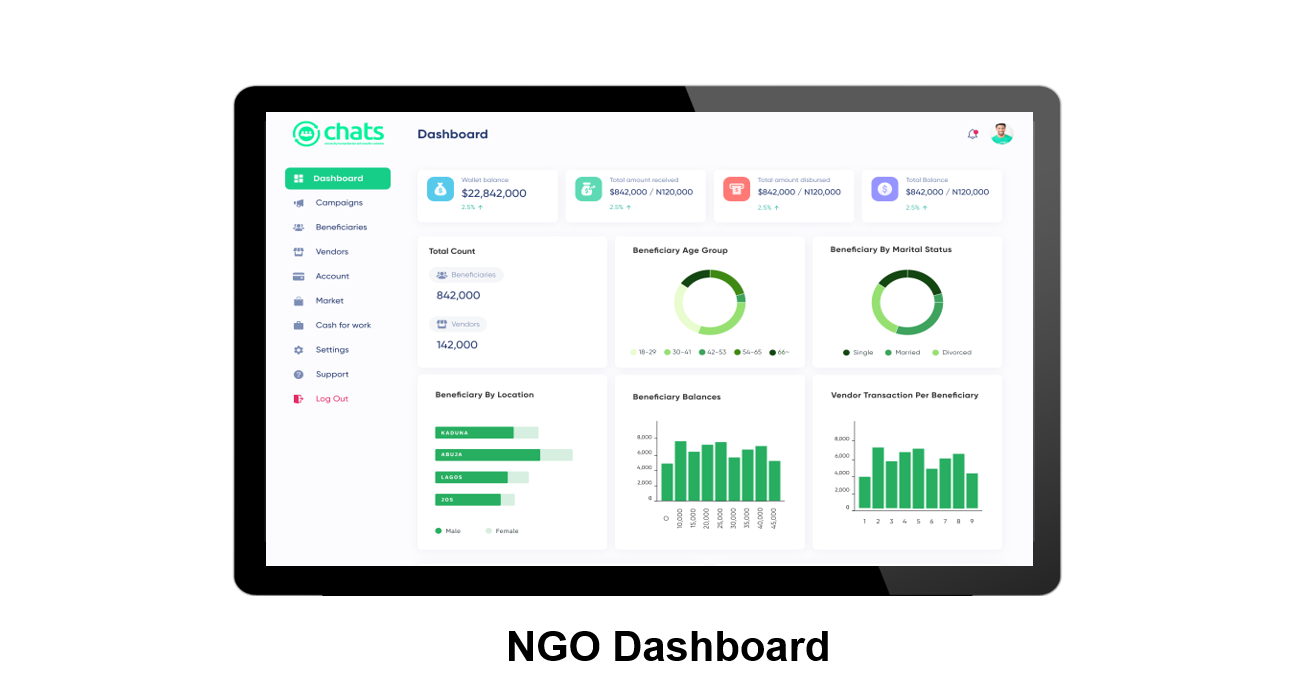 chats
Dashboard
Dashboard
Campaigns
Beneficiaries
Vendors
Account
Market
Cash for work
Settings
Support
Log Out
Wallet balance
$22,842,000
2.5% ↑
Total amount received
$842,000 / N120,000
2.5% ↑
Total amount disbursed
$842,000 / N120,000
2.5% ↑
Total Balance
$842,000 / N120,000
2.5% ↑
Total Count
Beneficiaries
842,000
Vendors
142,000
Beneficiary Age Group
18-29 30-41 42-53 54-65 66~
Beneficiary By Marital Status
Single Married Divorced
Beneficiary By Location
KADUNA
ABUJA
LAGOS
JOS
Male Female
Beneficiary Balances
8,000
6,000
4,000
2,000
0
0 10,000 15,000 20,000 25,000 30,000 35,000 40,000 45,000
Vendor Transaction Per Beneficiary
8,000
6,000
4,000
2,000
0
1 2 3 4 5 6 7 8 9
NGO Dashboard